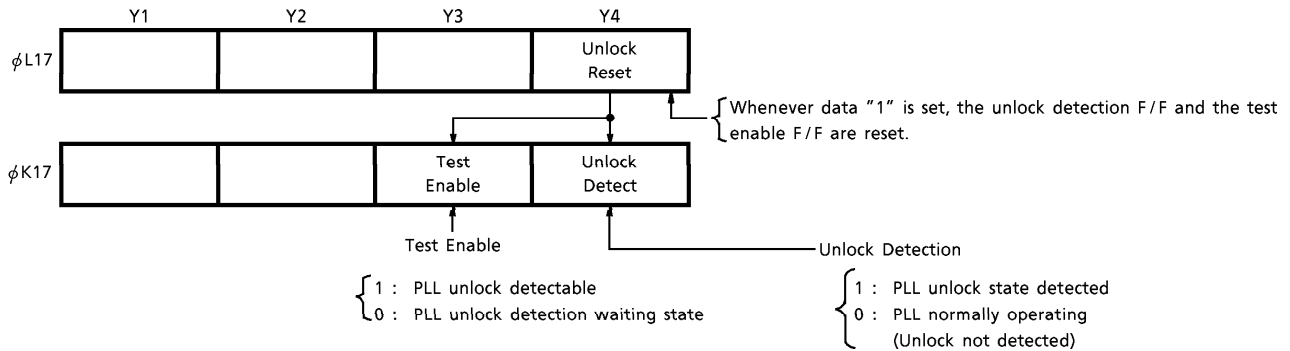 Y1 Y2 Y3 Y4
φL17
Unlock
Reset
Whenever data "1" is set, the unlock detection F/F and the test
enable F/F are reset.
φK17
Test
Enable
Unlock
Detect
Test Enable
1 : PLL unlock detectable
0 : PLL unlock detection waiting state
Unlock Detection
1 : PLL unlock state detected
0 : PLL normally operating
(Unlock not detected)